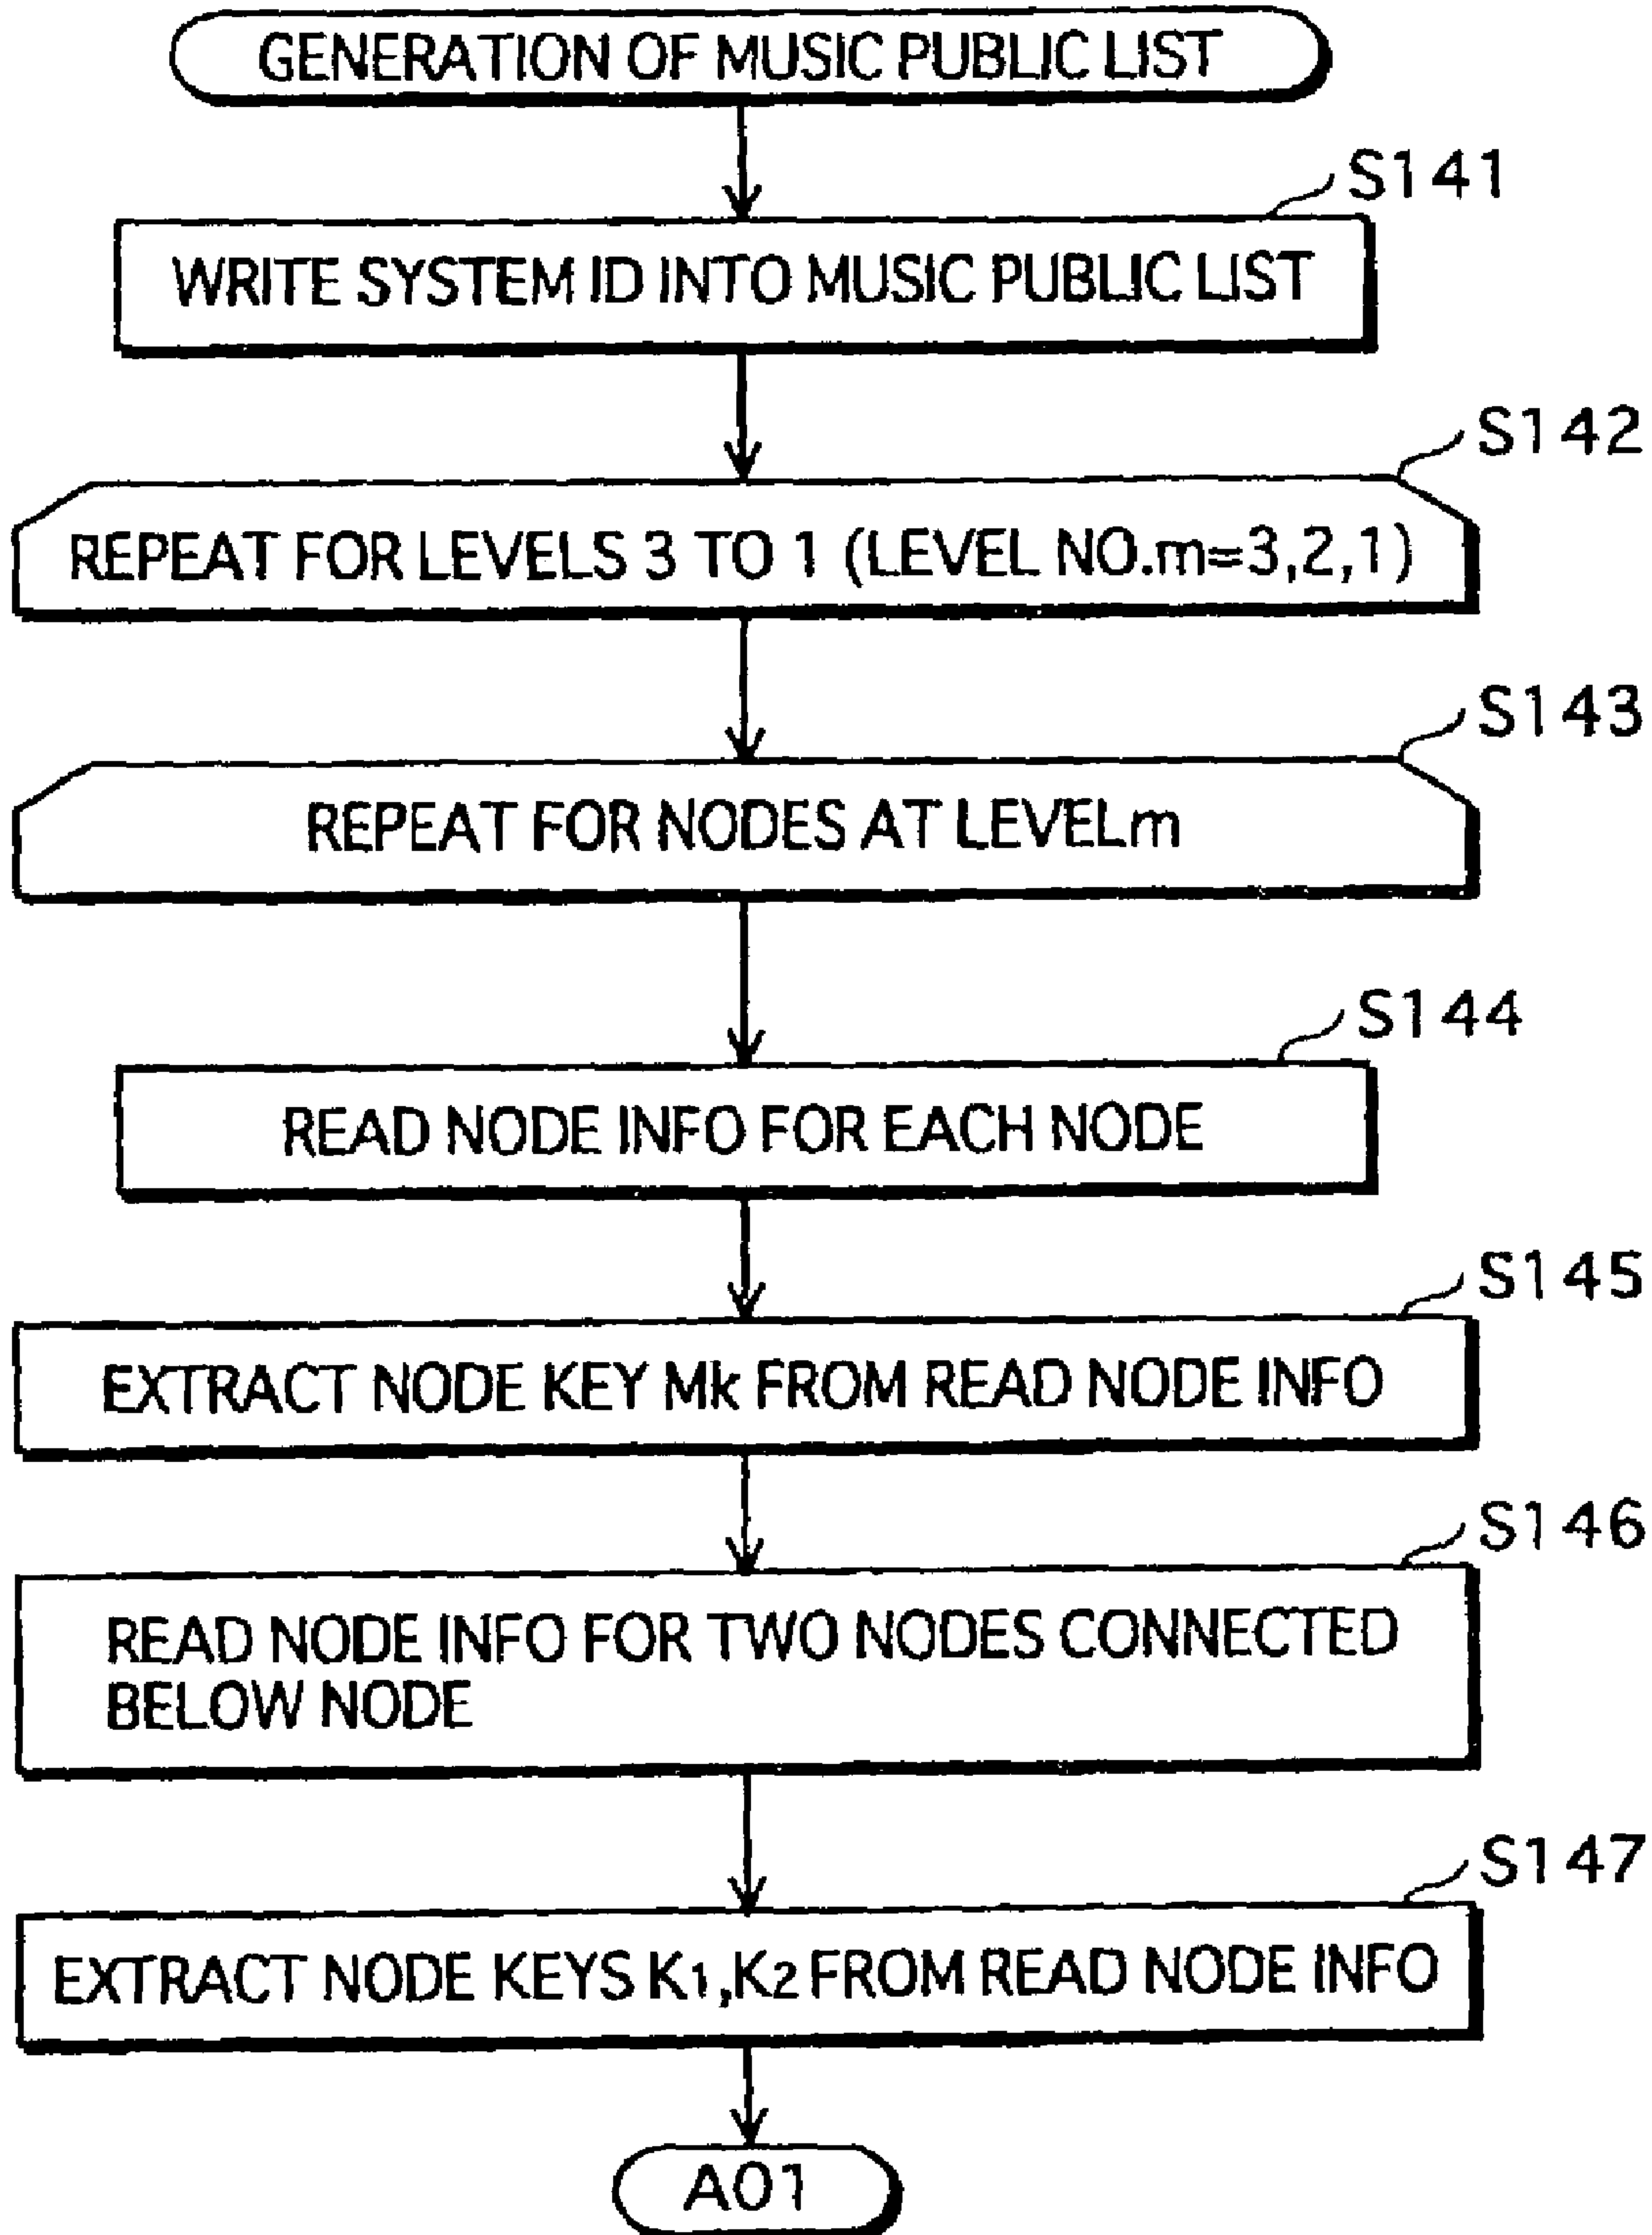 GENERATION OF MUSIC PUBLIC LIST
S141
WRITE SYSTEM ID INTO MUSIC PUBLIC LIST
S142
REPEAT FOR LEVELS 3 TO 1 (LEVEL NO.m=3,2,1)
S143
REPEAT FOR NODES AT LEVELm
S144
READ NODE INFO FOR EACH NODE
S145
EXTRACT NODE KEY Mk FROM READ NODE INFO
S146
READ NODE INFO FOR TWO NODES CONNECTED
BELOW NODE
S147
EXTRACT NODE KEYS K1,K2 FROM READ NODE INFO
A01